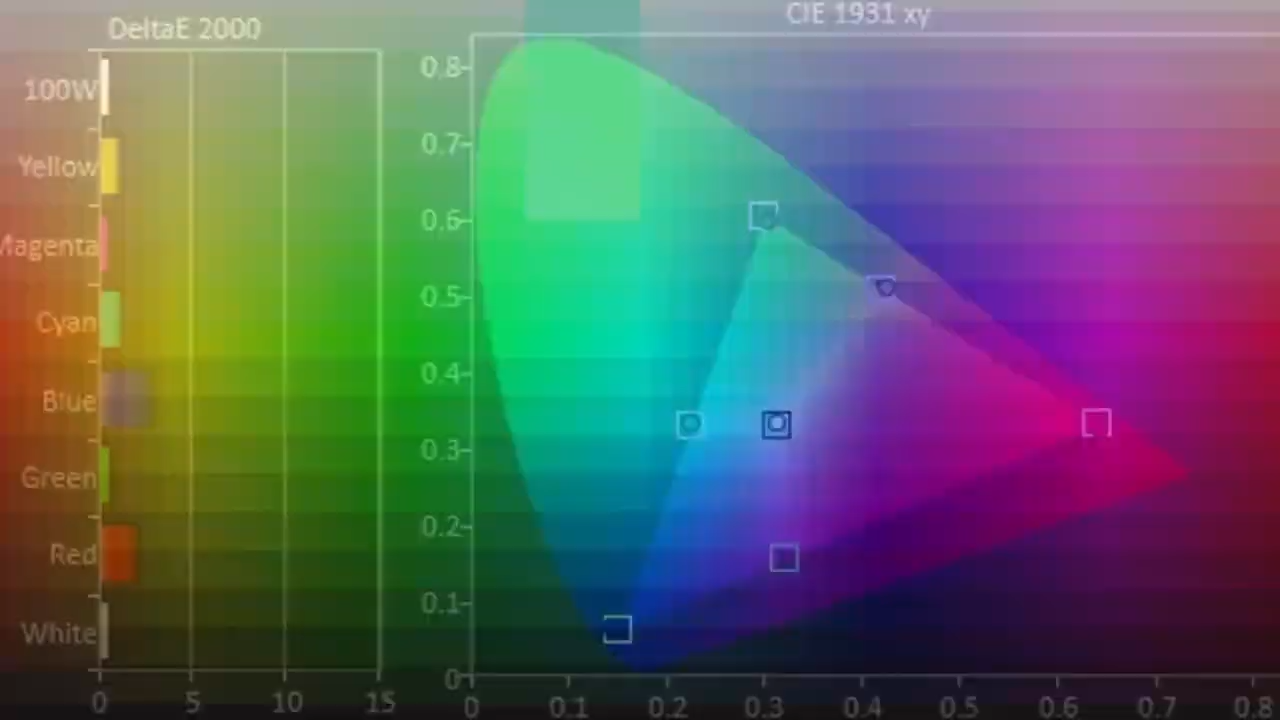 DeltaE 2000
100W
Yellow
Magenta
Cyan
Blue
Green
Red
White
0 5 10 15
CIE 1931 xy
0.8
0.7
0.6
0.5
0.4
0.3
0.2
0.1
0
0 0.1 0.2 0.3 0.4 0.5 0.6 0.7 0.8